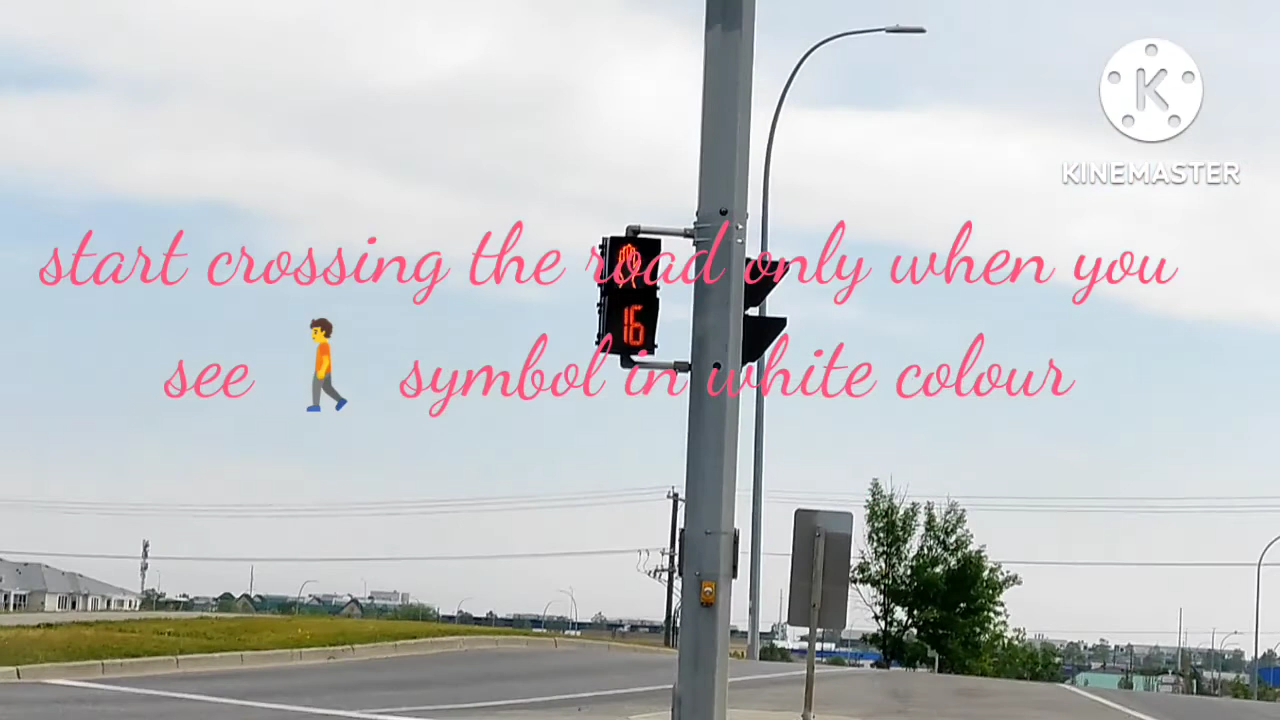 KINEMASTER
start crossing the road only when you
16
see 🚶 symbol in white colour